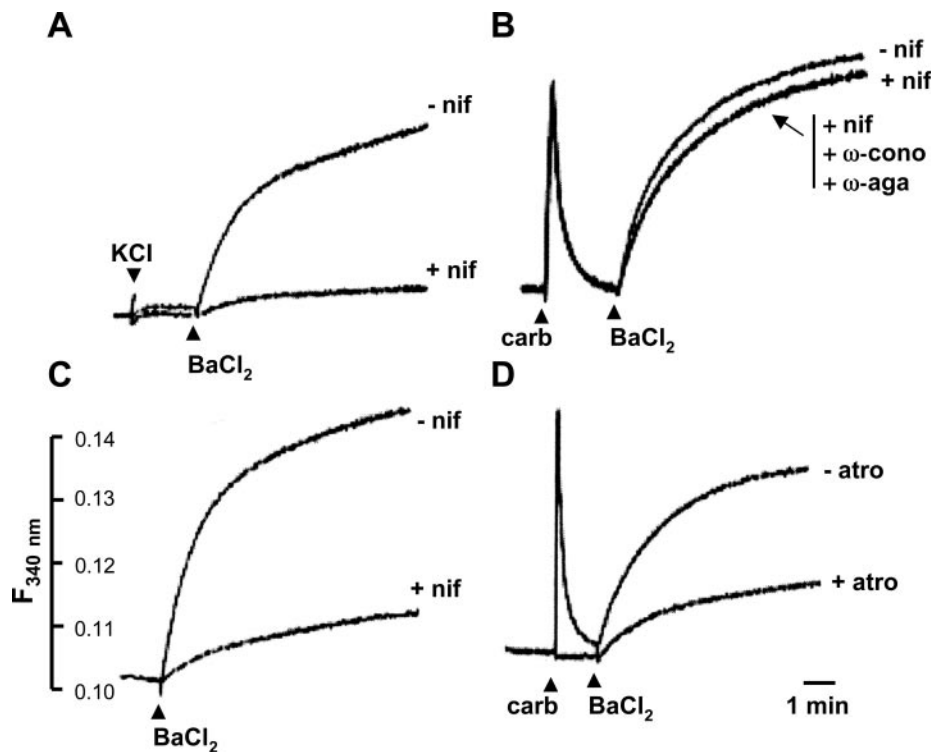 A
- nif
KCl
+ nif
BaCl2
B
- nif
+ nif
+ nif
+ ω-cono
+ ω-aga
carb
BaCl2
C
F340 nm
0.14
0.13
0.12
0.11
0.10
- nif
+ nif
BaCl2
D
- atro
+ atro
carb
BaCl2
1 min